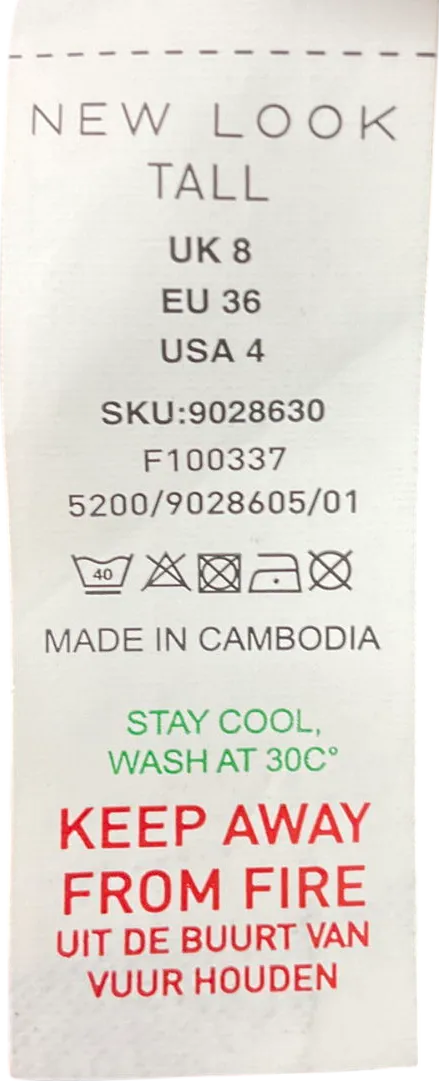 NEW LOOK
TALL
UK 8
EU 36
USA 4
SKU:9028630
F100337
5200/9028605/01
40
MADE IN CAMBODIA
STAY COOL,
WASH AT 30C°
KEEP AWAY
FROM FIRE
UIT DE BUURT VAN
VUUR HOUDEN